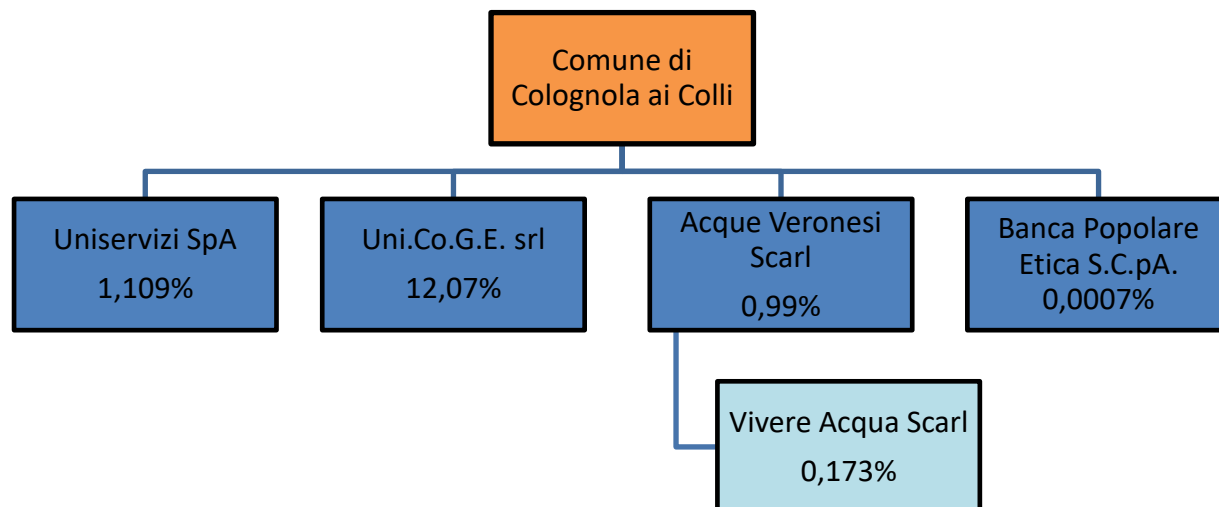 Comune di
Colognola ai Colli
Uniservizi SpA
1,109%
Uni.Co.G.E. srl
12,07%
Acque Veronesi
Scarl
0,99%
Banca Popolare
Etica S.C.pA.
0,0007%
Vivere Acqua Scarl
0,173%